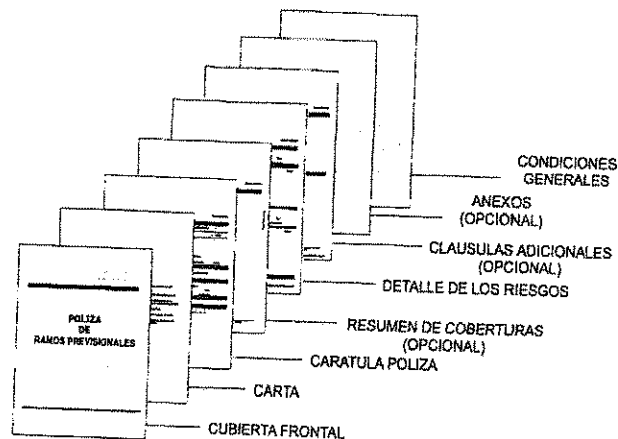 CONDICIONES
GENERALES
ANEXOS
(OPCIONAL)
CLAUSULAS ADICIONALES
(OPCIONAL)
DETALLE DE LOS RIESGOS
RESUMEN DE COBERTURAS
(OPCIONAL)
CARATULA POLIZA
CARTA
CUBIERTA FRONTAL
POLIZA
DE
RAMOS PREVISIONALES